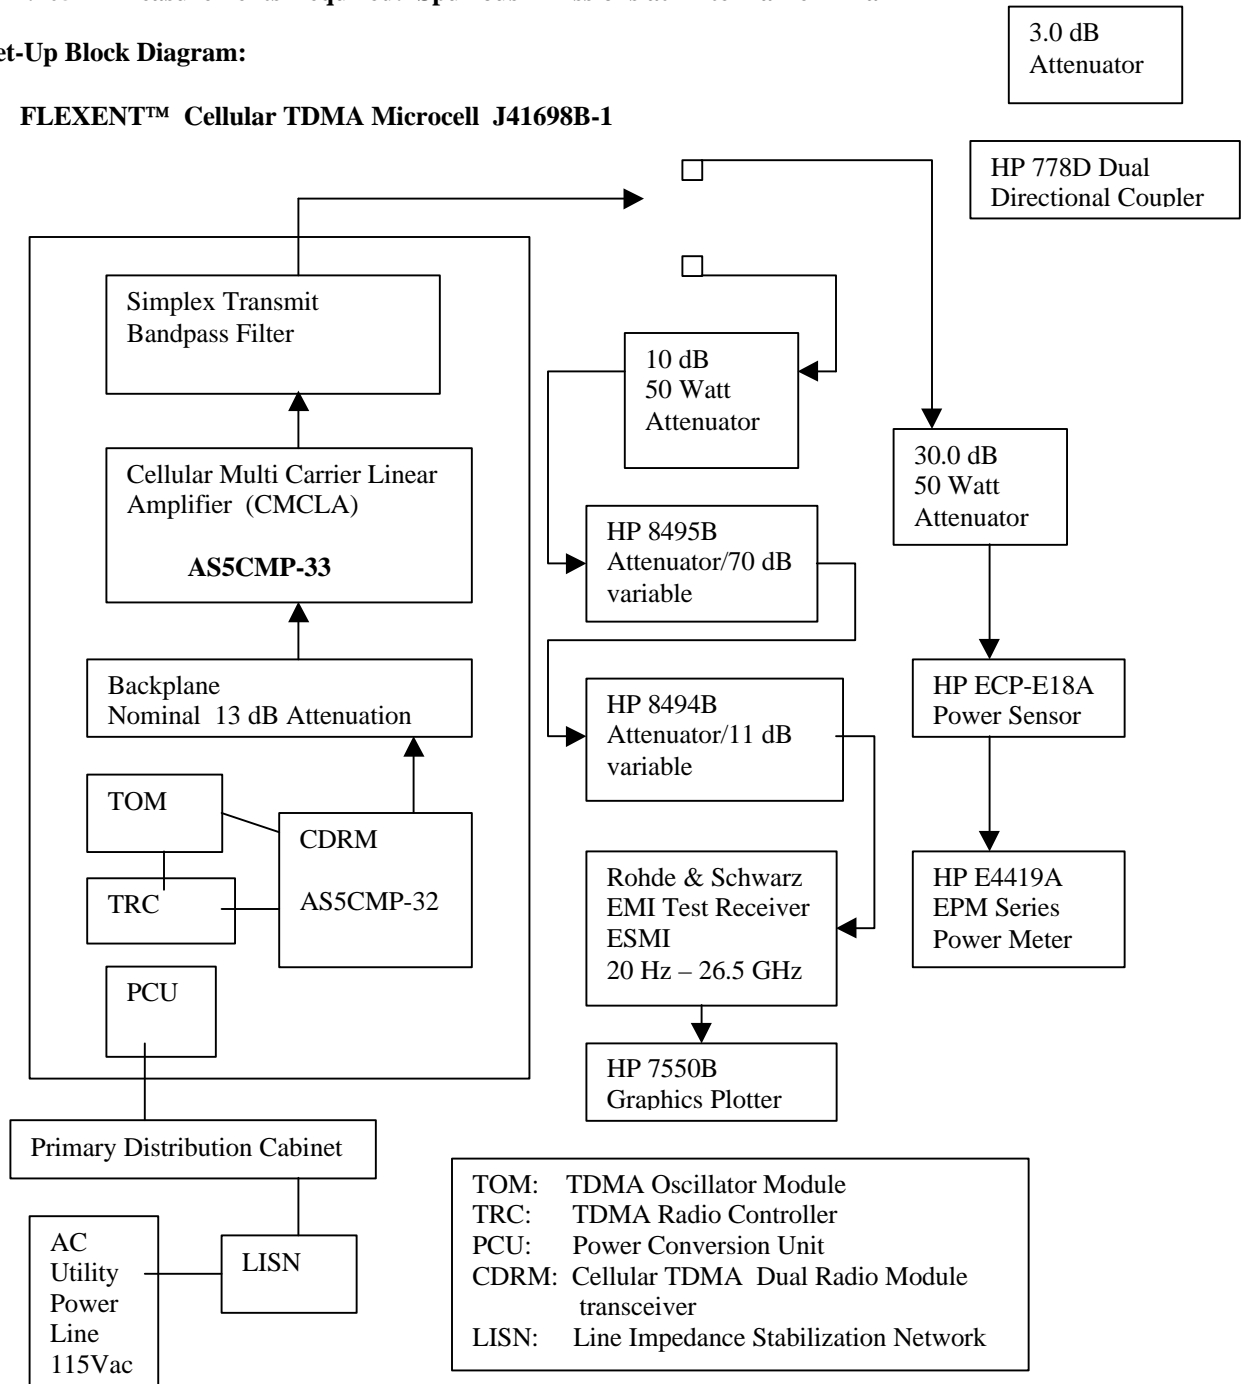 et-Up Block Diagram:
FLEXENT™ Cellular TDMA Microcell J41698B-1
3.0 dB
Attenuator
HP 778D Dual
Directional Coupler
Simplex Transmit
Bandpass Filter
Cellular Multi Carrier Linear
Amplifier (CMCLA)
AS5CMP-33
Backplane
Nominal 13 dB Attenuation
TOM
TRC
CDRM
AS5CMP-32
PCU
10 dB
50 Watt
Attenuator
HP 8495B
Attenuator/70 dB
variable
HP 8494B
Attenuator/11 dB
variable
Rohde & Schwarz
EMI Test Receiver
ESMI
20 Hz – 26.5 GHz
HP 7550B
Graphics Plotter
30.0 dB
50 Watt
Attenuator
HP ECP-E18A
Power Sensor
HP E4419A
EPM Series
Power Meter
Primary Distribution Cabinet
AC
Utility
Power
Line
115Vac
LISN
TOM: TDMA Oscillator Module
TRC: TDMA Radio Controller
PCU: Power Conversion Unit
CDRM: Cellular TDMA Dual Radio Module
transceiver
LISN: Line Impedance Stabilization Network